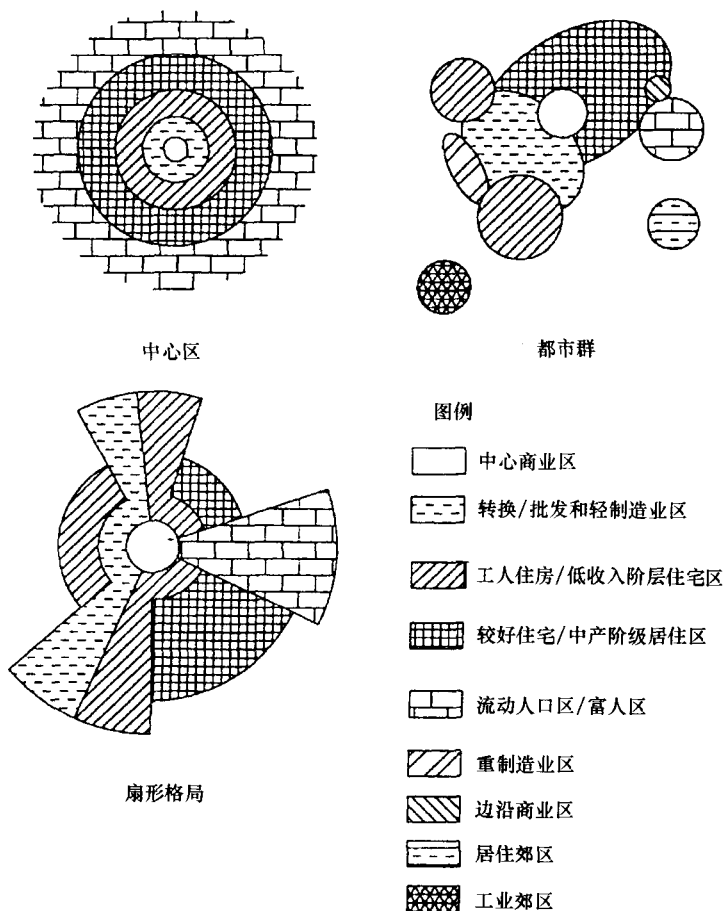 中心区
都市群
扇形格局
图例
中心商业区
转换/批发和轻制造业区
工人住房/低收入阶层住宅区
较好住宅/中产阶级居住区
流动人口区/富人区
重制造业区
边沿商业区
居住郊区
工业郊区